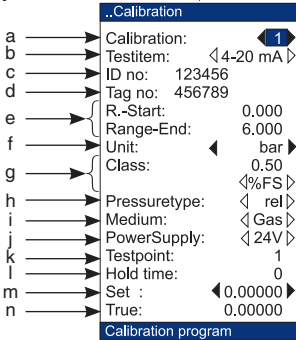 ..Calibration
a Calibration: 1
b Testitem: 4-20 mA
c ID no: 123456
d Tag no: 456789
e R.-Start: 0.000
Range-End: 6.000
f Unit: bar
g Class: 0.50
%FS
h Pressuretype: rel
i Medium: Gas
j PowerSupply: 24V
k Testpoint: 1
l Hold time: 0
m Set : 0.00000
n True: 0.00000
Calibration program